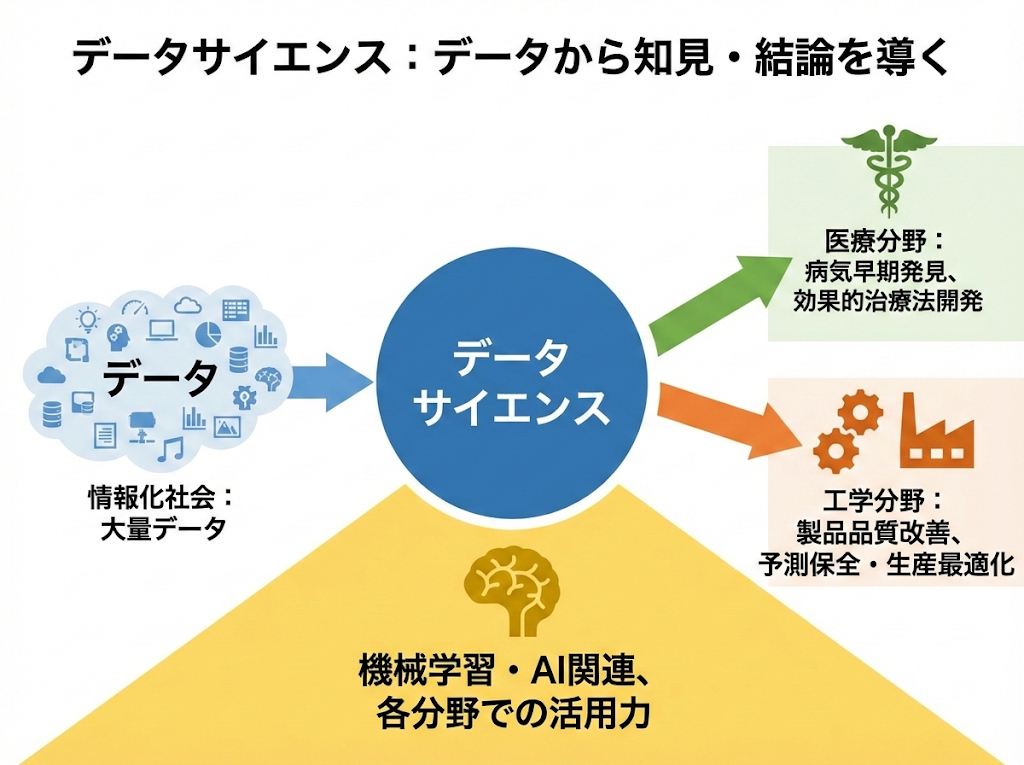 データサイエンス：データから知見・結論を導く
データ
情報化社会：
大量データ
データ
サイエンス
医療分野：
病気早期発見、
効果的治療法開発
工学分野：
製品品質改善、
予測保全・生産最適化
機械学習・AI関連、
各分野での活用力